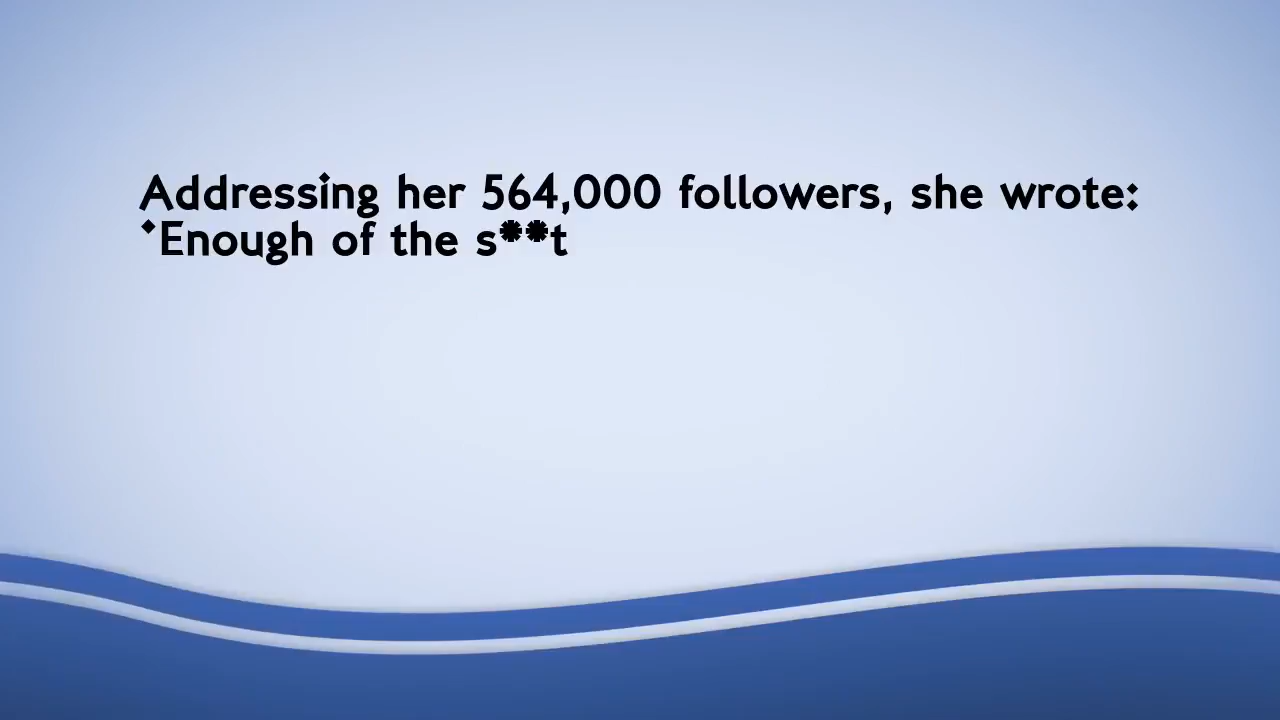 Addressing her 564,000 followers, she wrote:
'Enough of the s**t